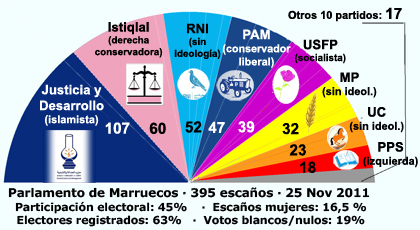 Otros 10 partidos: 17
Istiqlal
(derecha
conservadora)
RNI
(sin
ideología)
PAM
(conservador
liberal)
USFP
(socialista)
MP
(sin ideol.)
UC
(sin ideol.)
PPS
(izquierda)
Justicia y
Desarrollo
(islamista)
107
60
52
47
39
32
23
18
Parlamento de Marruecos · 395 escaños · 25 Nov 2011
Participación electoral: 45% · Escaños mujeres: 16,5 %
Electores registrados: 63% · Votos blancos/nulos: 19%